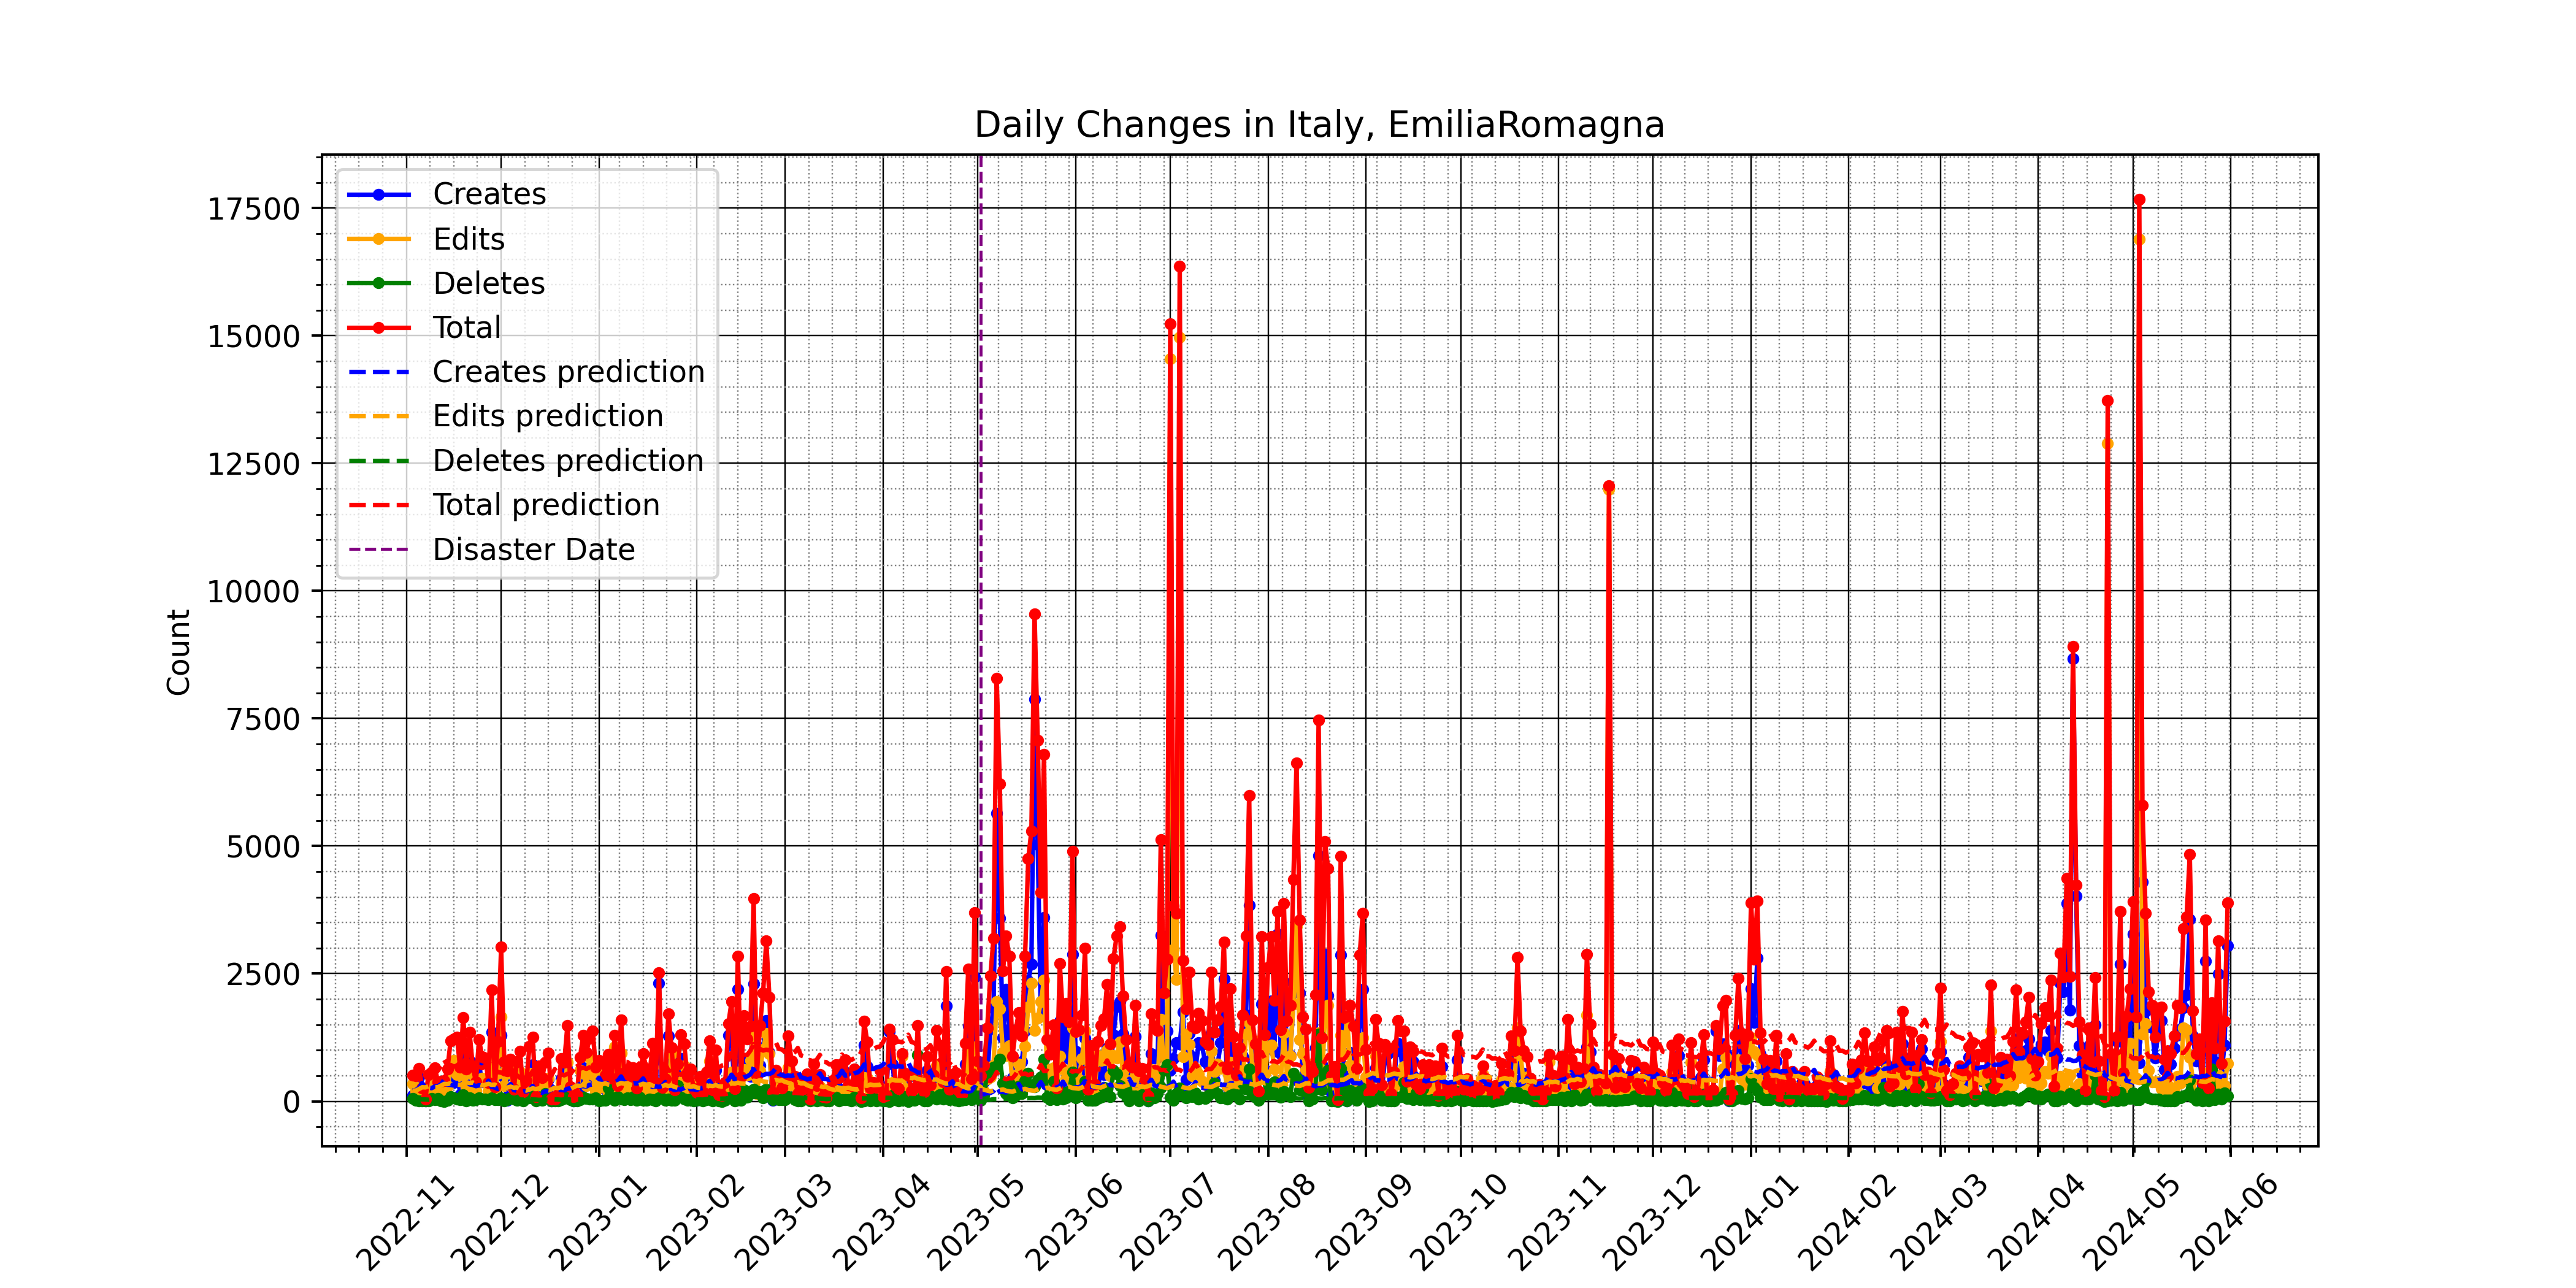 Daily Changes in Italy, EmiliaRomagna
Creates
Edits
Deletes
Total
Creates prediction
Edits prediction
Deletes prediction
Total prediction
Disaster Date
Count
17500
15000
12500
10000
7500
5000
2500
0
2022-11
2022-12
2023-01
2023-02
2023-03
2023-04
2023-05
2023-06
2023-07
2023-08
2023-09
2023-10
2023-11
2023-12
2024-01
2024-02
2024-03
2024-04
2024-05
2024-06